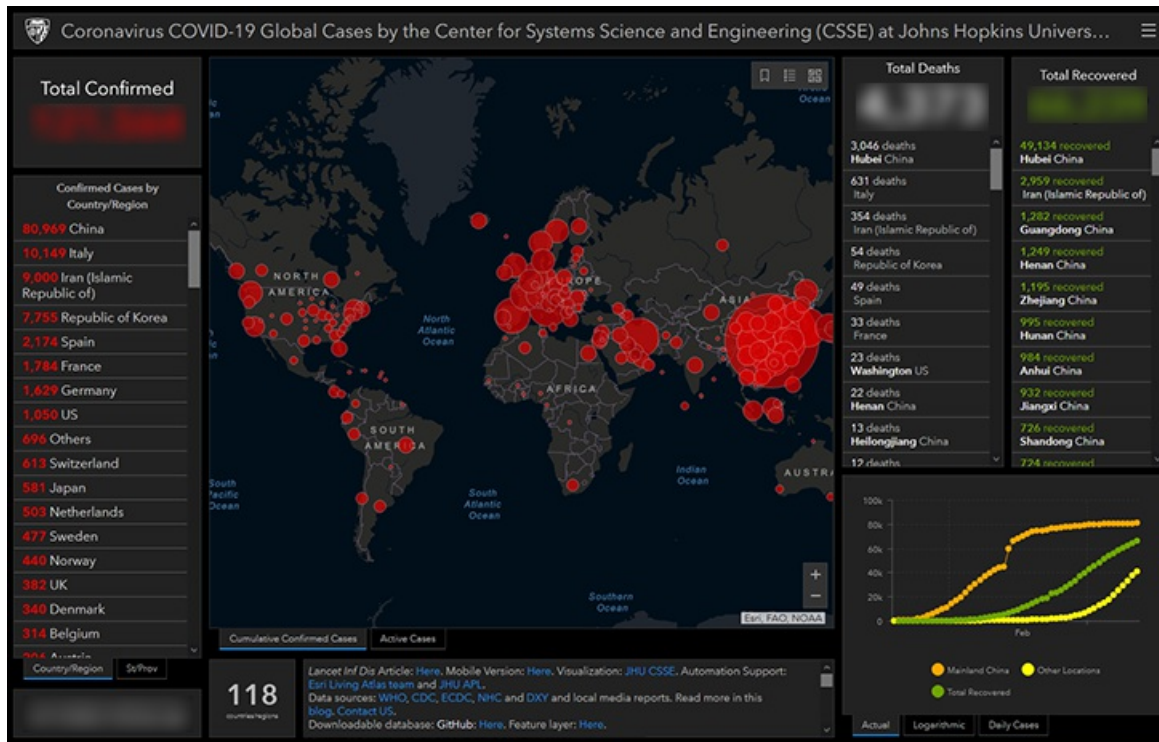 Coronavirus COVID-19 Global Cases by the Center for Systems Science and Engineering (CSSE) at Johns Hopkins Univers...
Total Confirmed
Confirmed Cases by
Country/Region
80,969 China
10,149 Italy
9,000 Iran (Islamic
Republic of)
7,755 Republic of Korea
2,174 Spain
1,784 France
1,629 Germany
1,050 US
696 Others
613 Switzerland
581 Japan
503 Netherlands
477 Sweden
440 Norway
382 UK
340 Denmark
314 Belgium
Country/Region
St/Prov
Ocean
NORTH
AMERICA
North
Atlantic
Ocean
ASIA
AFRICA
SOUTH
AMERICA
Indian
Ocean
AUSTRA
South
Pacific
Ocean
South
Atlantic
Ocean
Southern
Ocean
+
−
Esri, FAO, NOAA
Cumulative Confirmed Cases
Active Cases
118
countries/regions
Lancet Inf Dis Article: Here. Mobile Version: Here. Visualization: JHU CSSE. Automation Support:
Esri Living Atlas team and JHU APL.
Data sources: WHO, CDC, ECDC, NHC and DXY and local media reports. Read more in this
blog. Contact US.
Downloadable database: GitHub: Here. Feature layer: Here.
Total Deaths
3,046 deaths
Hubei China
631 deaths
Italy
354 deaths
Iran (Islamic Republic of)
54 deaths
Republic of Korea
49 deaths
Spain
33 deaths
France
23 deaths
Washington US
22 deaths
Henan China
13 deaths
Heilongjiang China
12 deaths
Total Recovered
49,134 recovered
Hubei China
2,959 recovered
Iran (Islamic Republic of)
1,282 recovered
Guangdong China
1,249 recovered
Henan China
1,195 recovered
Zhejiang China
995 recovered
Hunan China
984 recovered
Anhui China
932 recovered
Jiangxi China
726 recovered
Shandong China
724 recovered
100k
80k
60k
40k
20k
0
Feb
Mainland China
Other Locations
Total Recovered
Actual
Logarithmic
Daily Cases